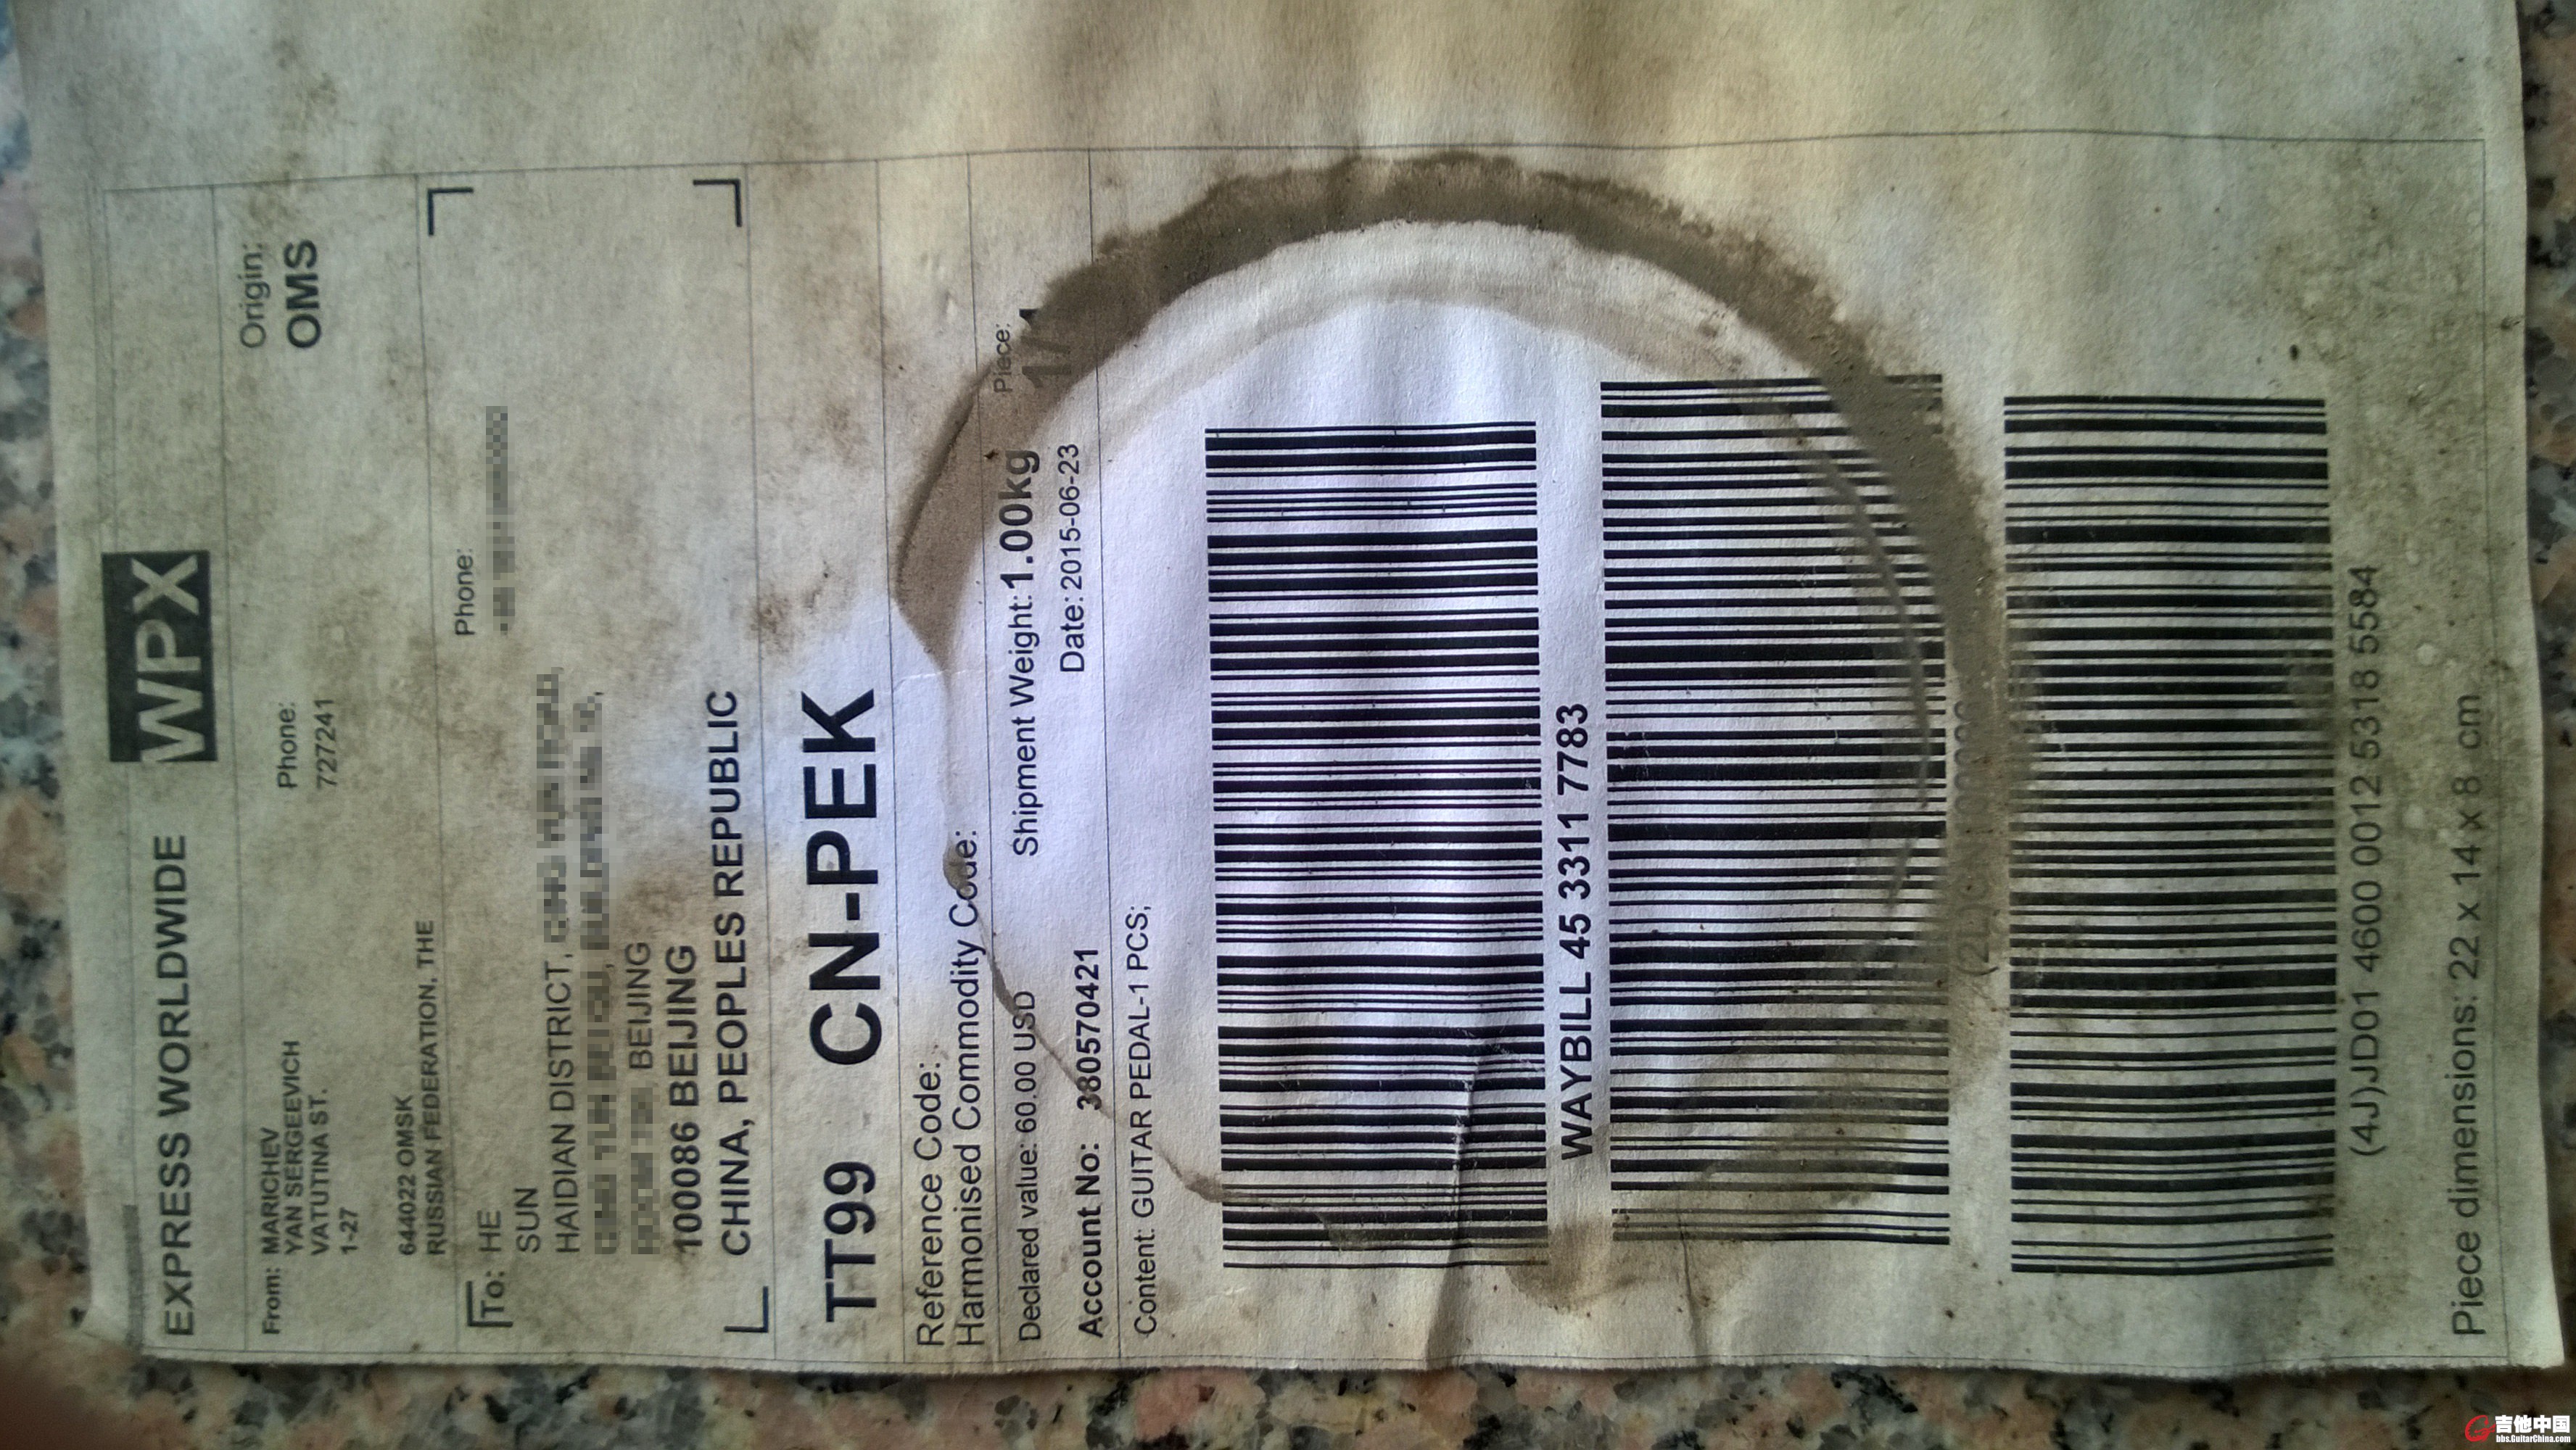 EXPRESS WORLDWIDE WPX
Origin:
OMS
From: MARICHEV
YAN SERGEEVICH
VATUTINA ST.
1-27
Phone:
727241
644022 OMSK
RUSSIAN FEDERATION, THE
To: HE
SUN
HAIDIAN DISTRICT,
BEIJING
100086 BEIJING
CHINA, PEOPLES REPUBLIC
Phone:
TT99 CN-PEK
Reference Code:
Harmonised Commodity Code:
Declared value: 60.00 USD Shipment Weight: 1.00kg Piece:
Account No: 380570421 Date: 2015-06-23
Content: GUITAR PEDAL-1 PCS;
WAYBILL 45 3311 7783
(4J)JD01 4600 0012 5318 5584
Piece dimensions: 22 x 14 x 8 cm
吉他中国
bbs.GuitarChina.com